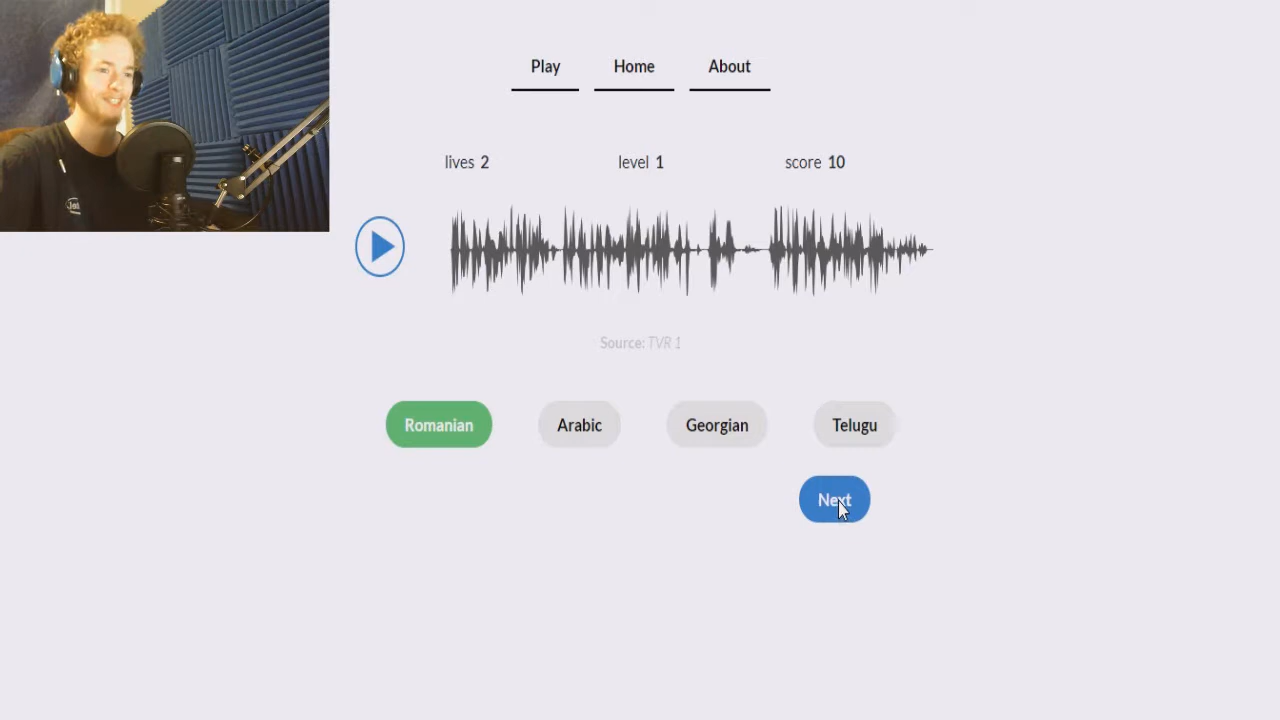 Play Home About
lives 2 level 1 score 10
Source: TVR 1
Romanian Arabic Georgian Telugu
Next